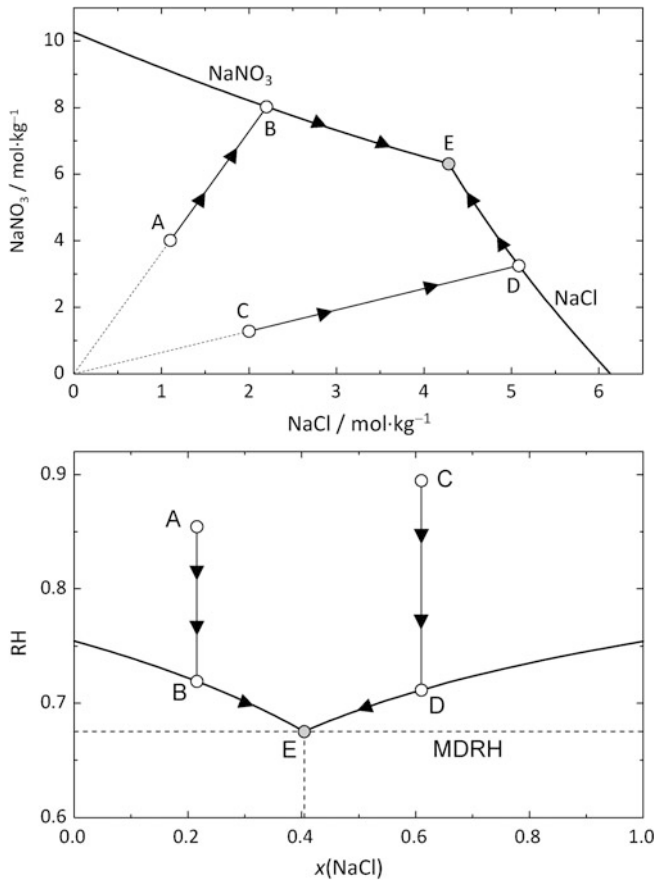 10
8
6
4
2
0
NaNO₃ / mol·kg⁻¹
NaNO₃
B
E
A
C
D
NaCl
0 1 2 3 4 5 6
NaCl / mol·kg⁻¹
0.9
0.8
0.7
0.6
RH
A
C
B
D
E
MDRH
0.0 0.2 0.4 0.6 0.8 1.0
x(NaCl)